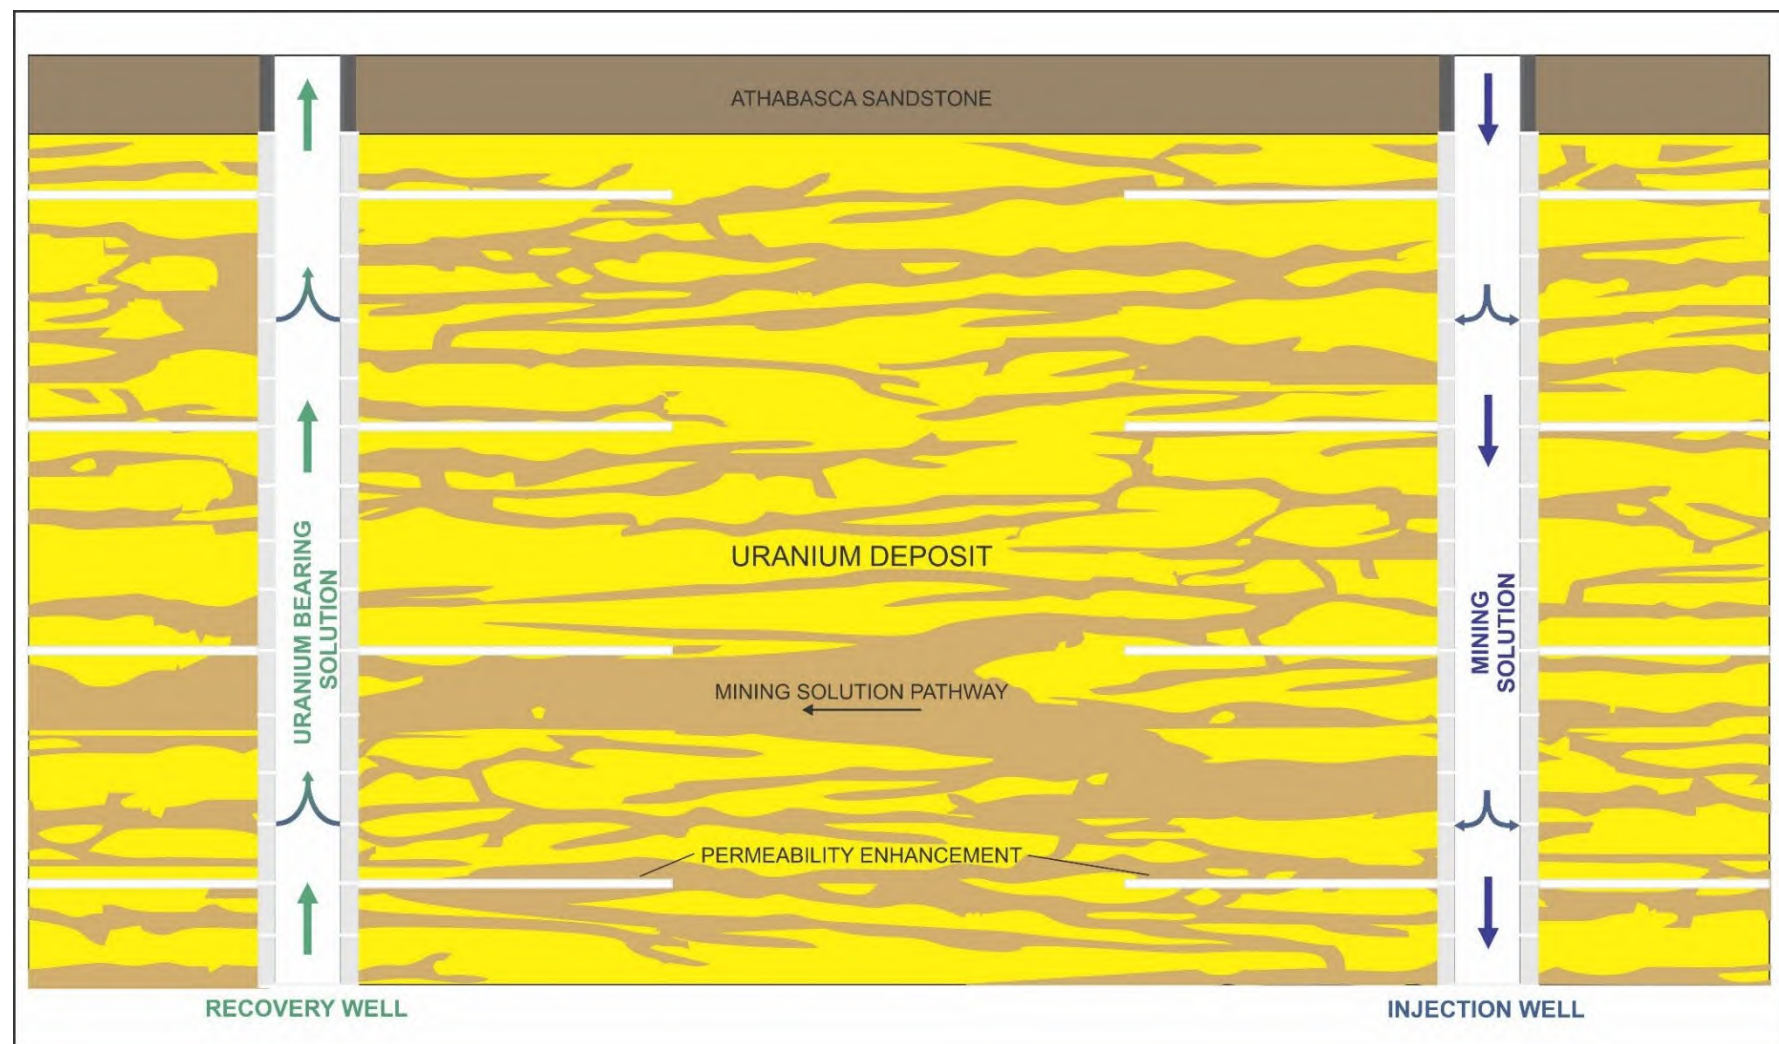 ATHABASCA SANDSTONE
URANIUM DEPOSIT
URANIUM BEARING
SOLUTION
MINING
SOLUTION
MINING SOLUTION PATHWAY
PERMEABILITY ENHANCEMENT
RECOVERY WELL
INJECTION WELL